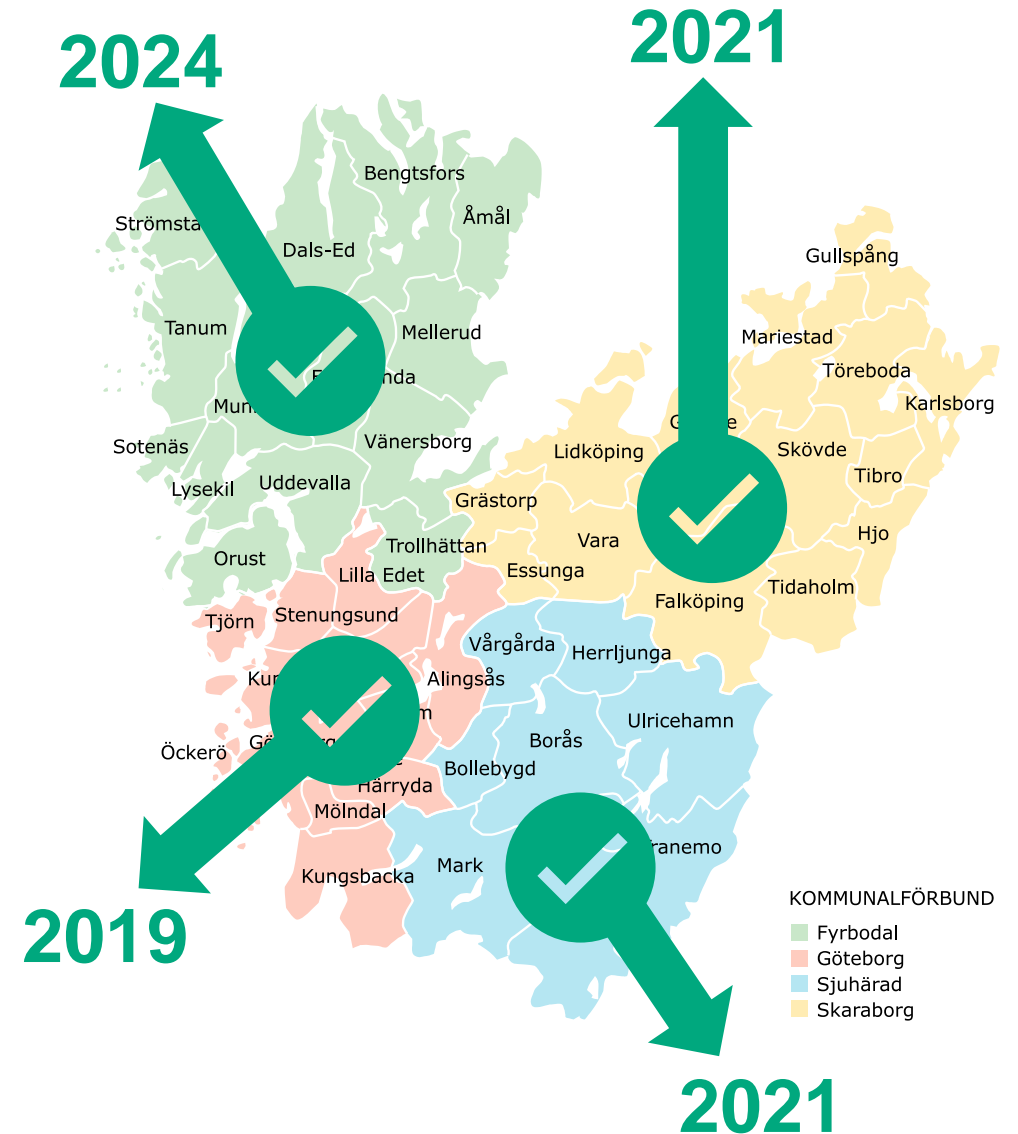 2024
2021
Bengtsfors
Åmål
Strömsta
Dals-Ed
Gullspång
Tanum
Mellerud
Mariestad
Töreboda
Karlsborg
Sotenäs
Vänersborg
Lidköping
Skövde
Tibro
Lysekil
Uddevalla
Grästorp
Vara
Hjo
Orust
Trollhättan
Lilla Edet
Essunga
Tidaholm
Falköping
Tjörn
Stenungsund
Vårgårda
Herrljunga
Alingsås
Ulricehamn
Borås
Öckerö
Bollebygd
Härryda
Mölndal
Mark
ranemo
Kungsbacka
2019
KOMMUNALFÖRBUND
Fyrbodal
Göteborg
Sjuhärad
Skaraborg
2021